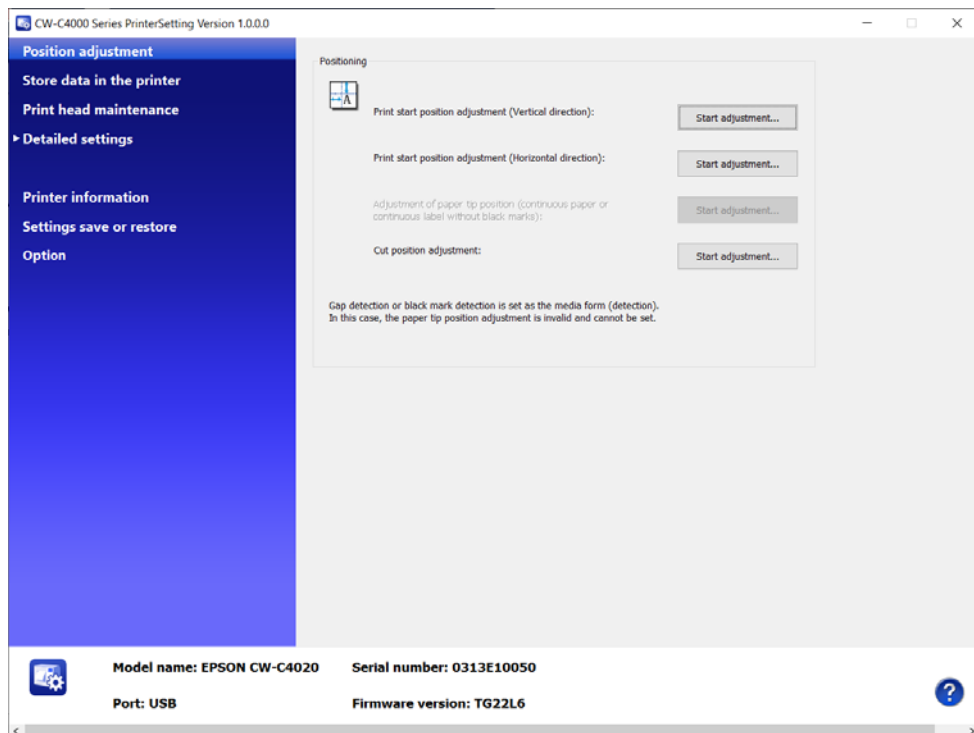 CW-C4000 Series PrinterSetting Version 1.0.0.0
Position adjustment
Store data in the printer
Print head maintenance
Detailed settings
Printer information
Settings save or restore
Option
Positioning
A
Print start position adjustment (Vertical direction):
Start adjustment...
Print start position adjustment (Horizontal direction):
Start adjustment...
Adjustment of paper tip position (continuous paper or
continuous label without black marks):
Start adjustment...
Cut position adjustment:
Start adjustment...
Gap detection or black mark detection is set as the media form (detection).
In this case, the paper tip position adjustment is invalid and cannot be set.
Model name: EPSON CW-C4020
Serial number: 0313E10050
Port: USB
Firmware version: TG22L6
?